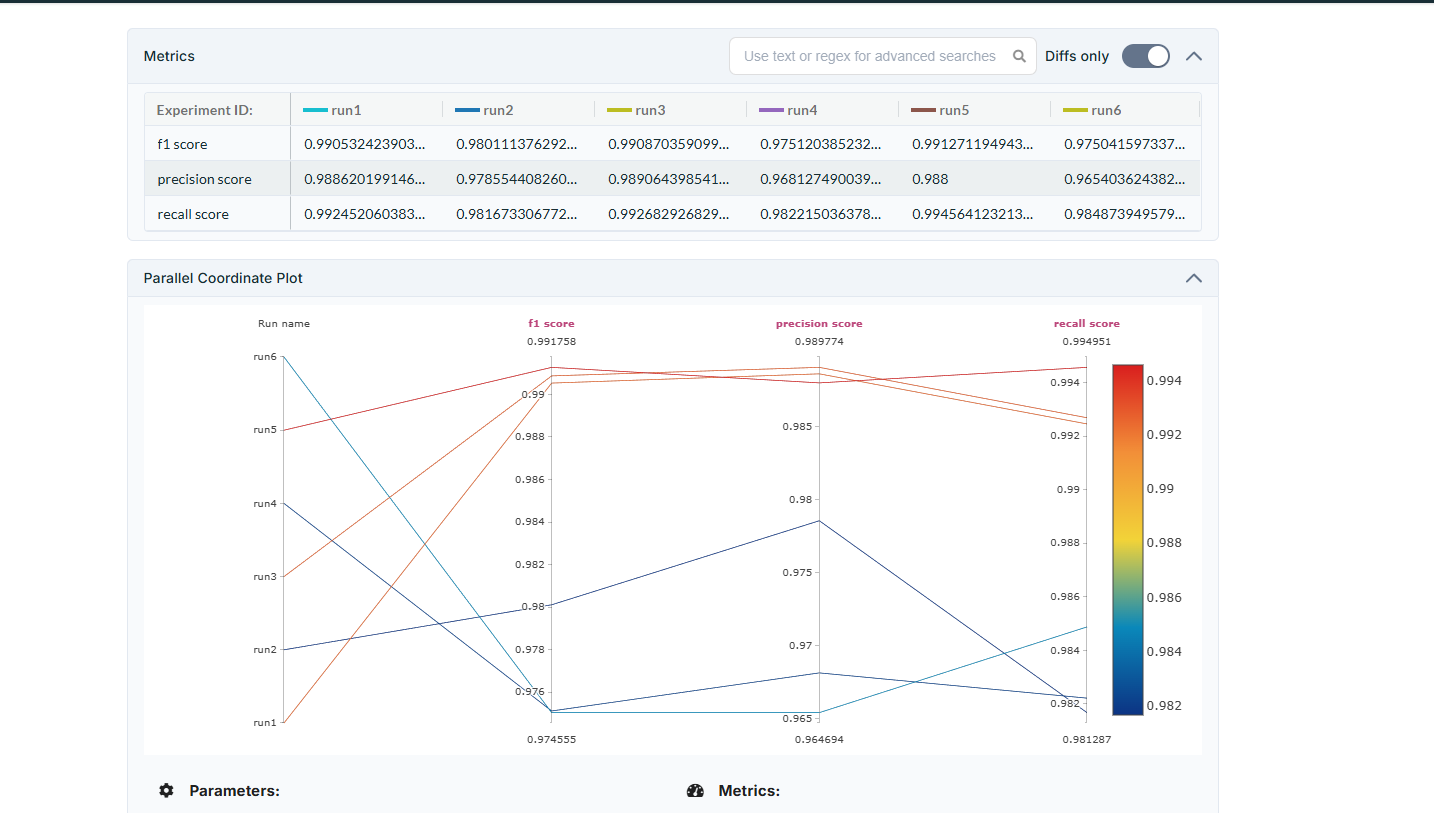 Metrics
Use text or regex for advanced searches
Diffs only
Experiment ID: run1 run2 run3 run4 run5 run6
f1 score 0.990532423903... 0.980111376292... 0.990870359099... 0.975120385232... 0.991271194943... 0.975041597337...
precision score 0.988620199146... 0.978554408260... 0.989064398541... 0.968127490039... 0.988 0.965403624382...
recall score 0.992452060383... 0.981673306772... 0.992682926829... 0.982215036378... 0.994564123213... 0.984873949579...
Parallel Coordinate Plot
Run name f1 score precision score recall score
0.991758 0.989774 0.994951
run6
run5
run4
run3
run2
run1
0.99
0.988
0.986
0.984
0.982
0.98
0.978
0.976
0.985
0.98
0.975
0.97
0.965
0.994
0.992
0.99
0.988
0.986
0.984
0.982
0.994
0.992
0.99
0.988
0.986
0.984
0.982
0.974555 0.964694 0.981287
Parameters: Metrics: